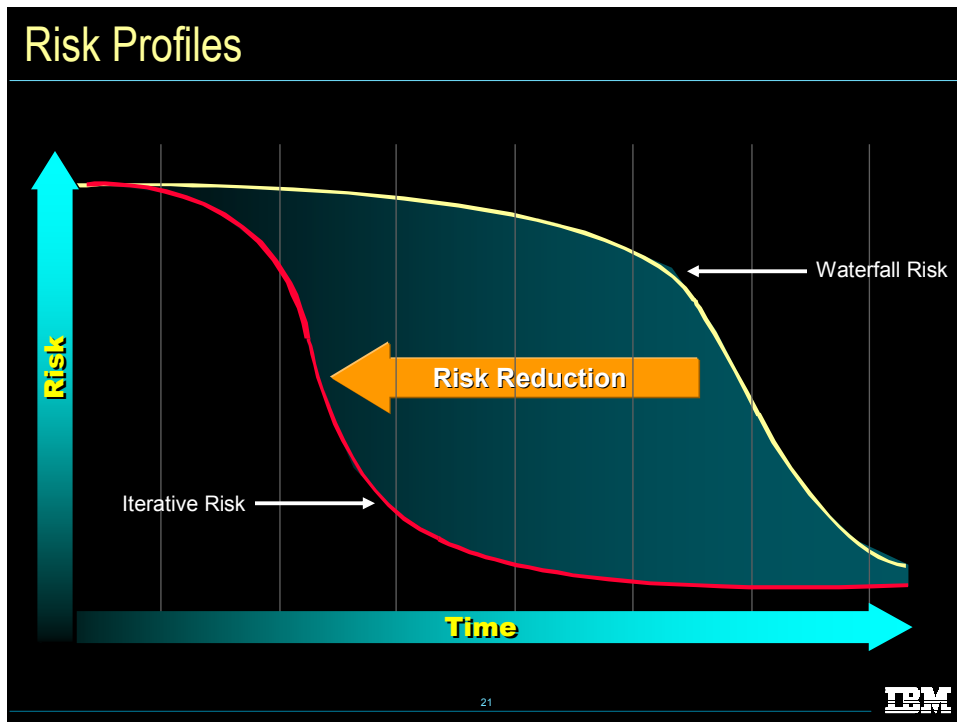 Risk Profiles
Waterfall Risk
Risk
Risk Reduction
Iterative Risk
Time
21
IBM